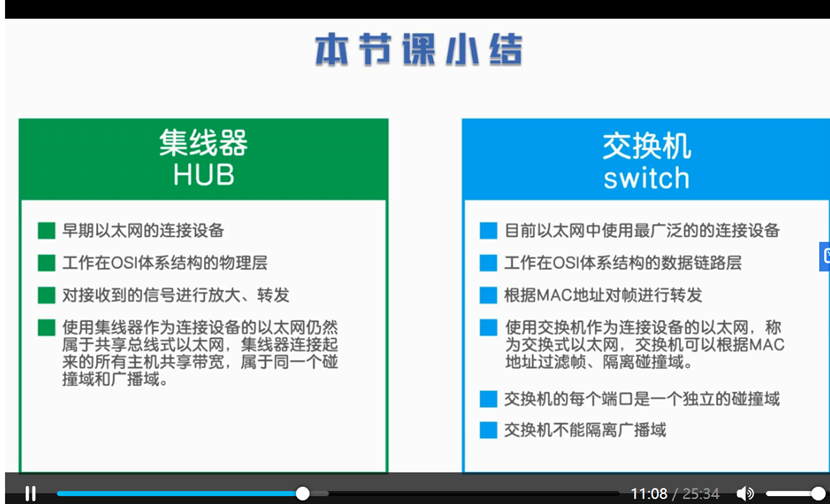 本节课小结
集线器
HUB
早期以太网的连接设备
工作在OSI体系结构的物理层
对接收到的信号进行放大、转发
使用集线器作为连接设备的以太网仍然
属于共享总线式以太网，集线器连接起
来的所有主机共享带宽，属于同一个碰
撞域和广播域。
交换机
switch
目前以太网中使用最广泛的的连接设备
工作在OSI体系结构的数据链路层
根据MAC地址对帧进行转发
使用交换机作为连接设备的以太网，称
为交换式以太网，交换机可以根据MAC
地址过滤帧、隔离碰撞域。
交换机的每个端口是一个独立的碰撞域
交换机不能隔离广播域
11:08 / 25:34